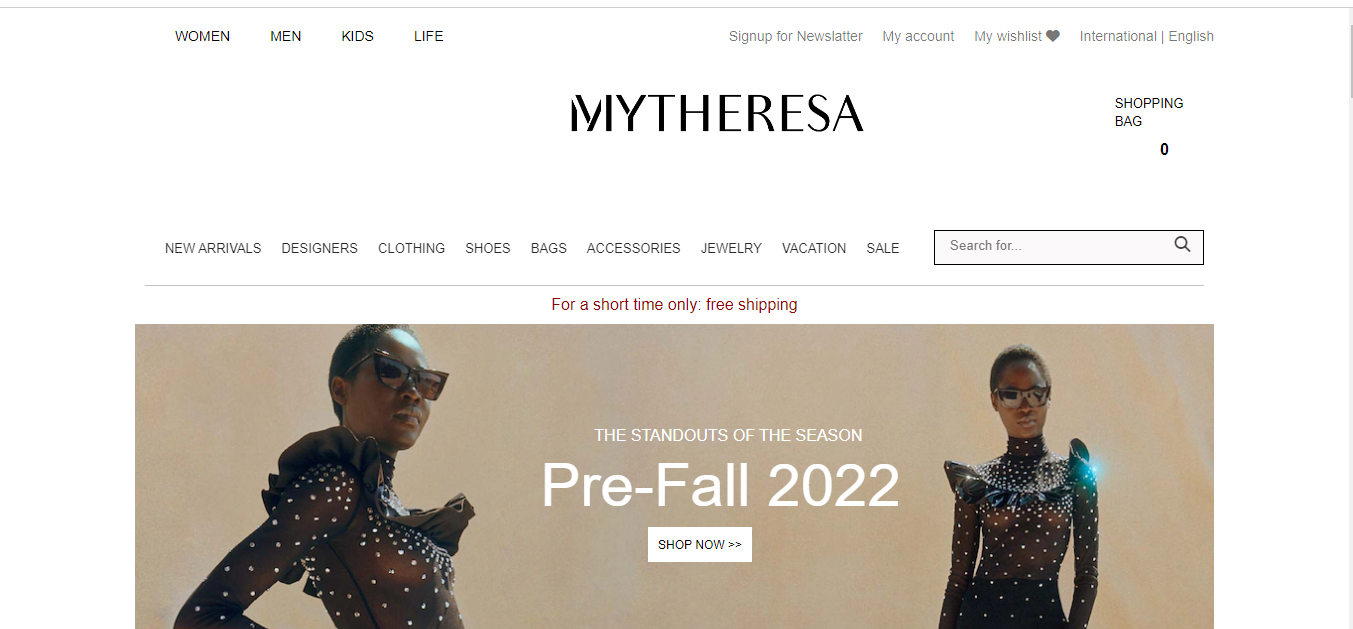 WOMEN MEN KIDS LIFE Signup for Newslatter My account My wishlist International | English
MYTHERESA
SHOPPING
BAG
0
NEW ARRIVALS DESIGNERS CLOTHING SHOES BAGS ACCESSORIES JEWELRY VACATION SALE Search for...
For a short time only: free shipping
THE STANDOUTS OF THE SEASON
Pre-Fall 2022
SHOP NOW >>